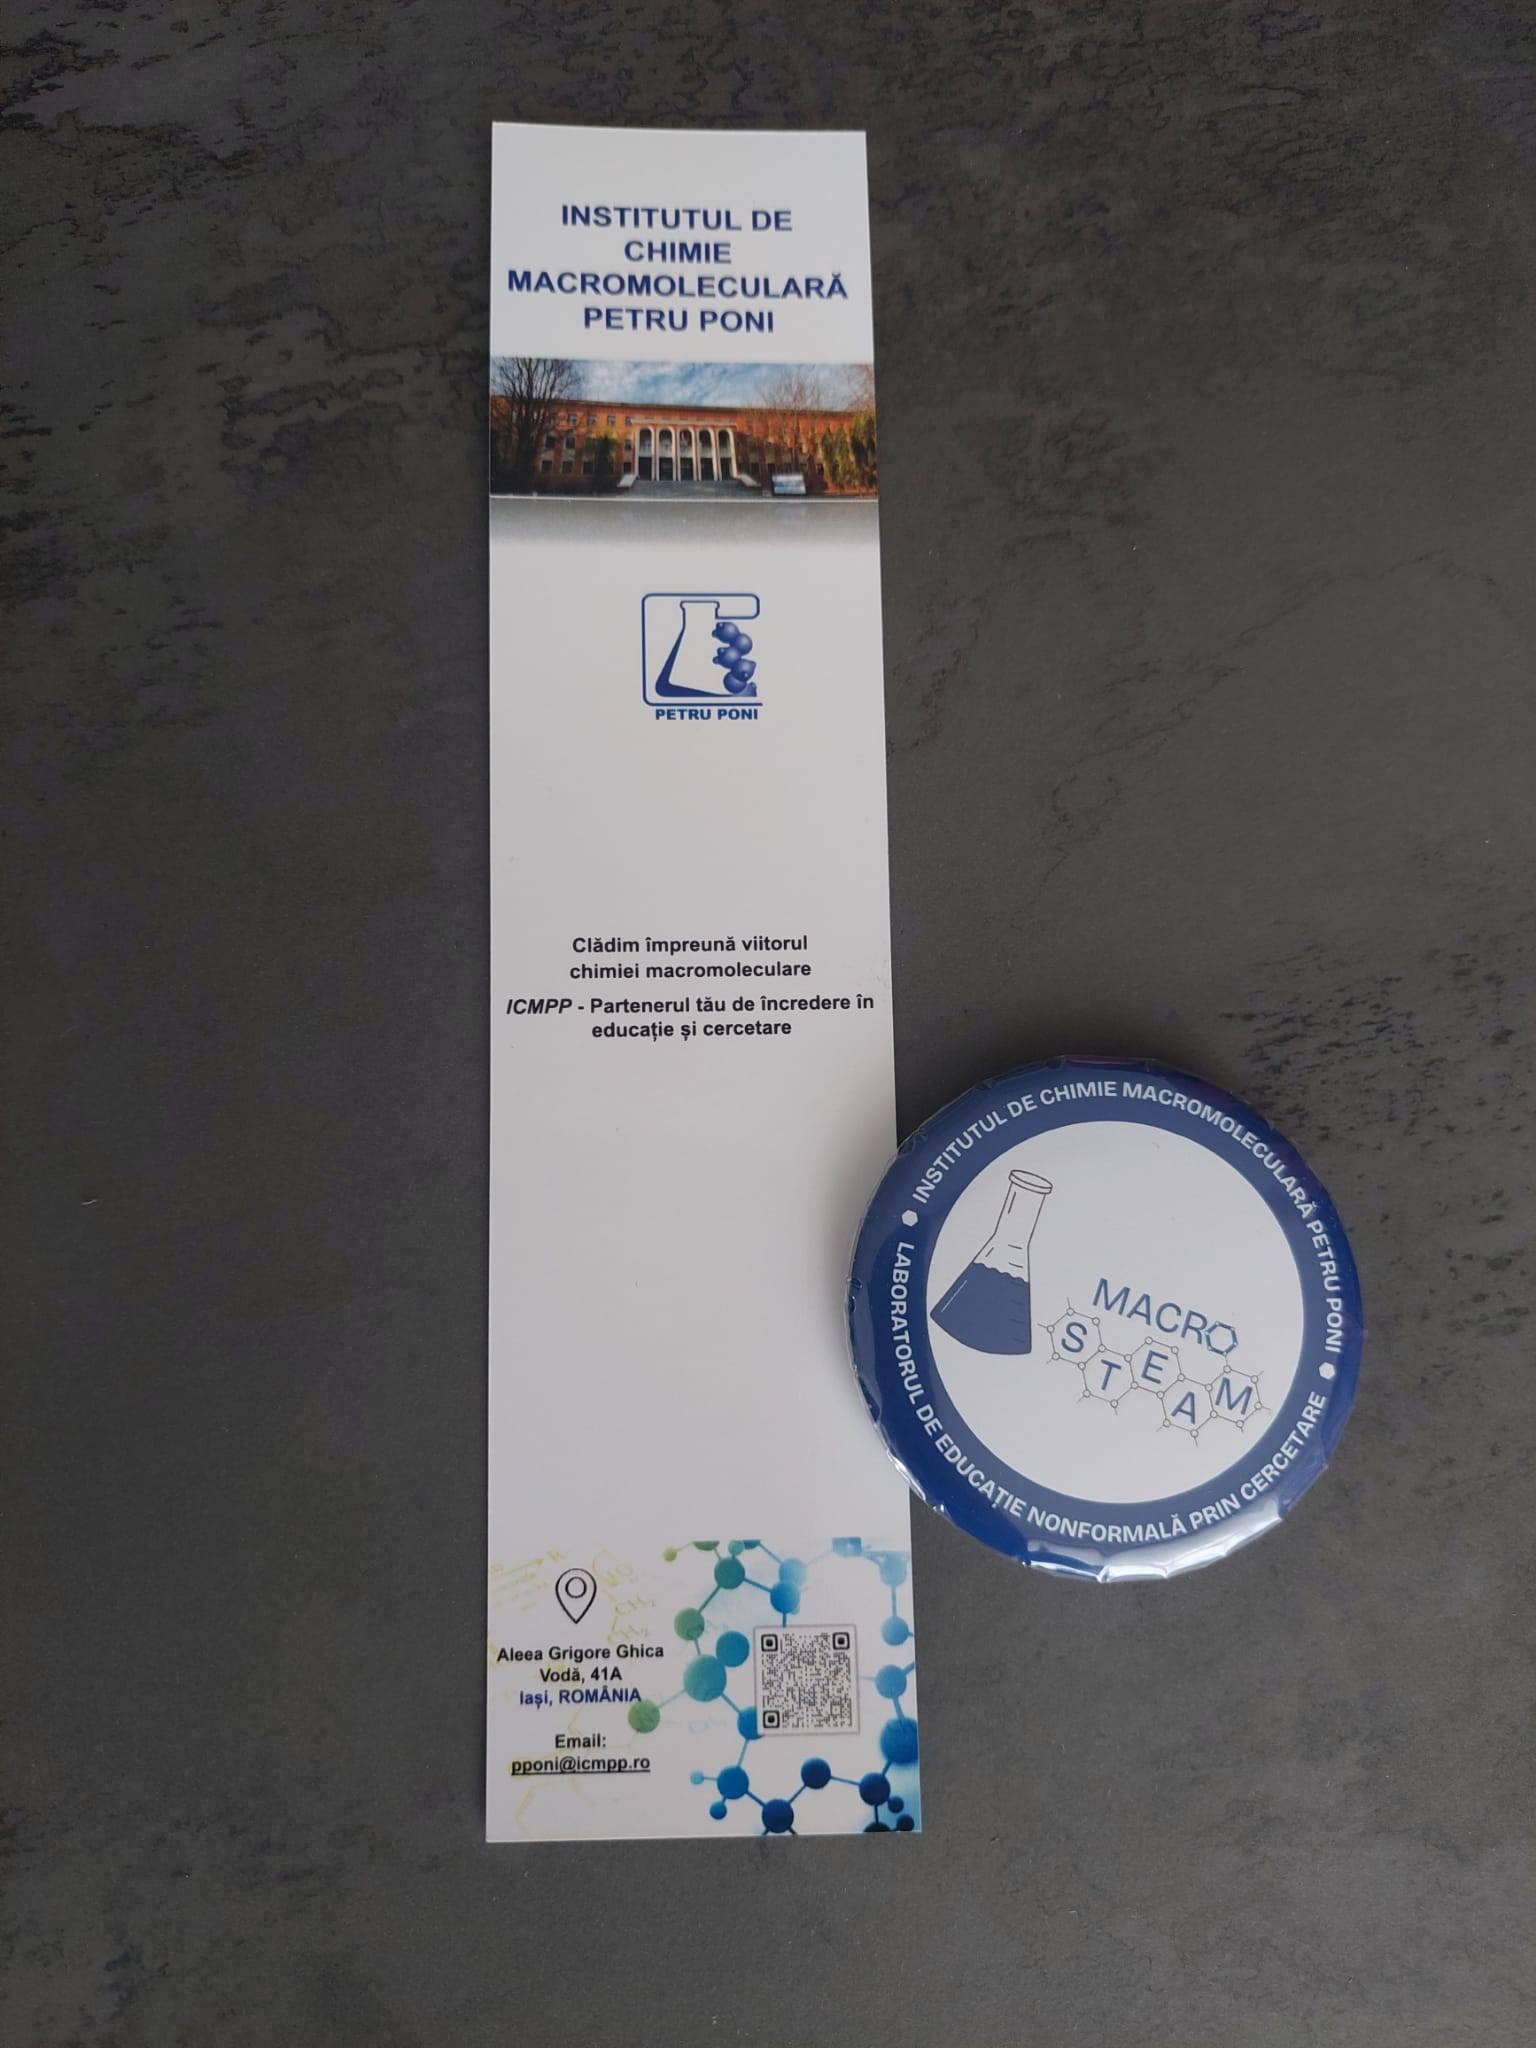 INSTITUTUL DE
CHIMIE
MACROMOLECULARĂ
PETRU PONI
PETRU PONI
Clădim împreună viitorul
chimiei macromoleculare
ICMPP - Partenerul tău de încredere în
educație și cercetare
Aleea Grigore Ghica
Vodă, 41A
Iași, ROMÂNIA
Email:
pponi@icmpp.ro
INSTITUTUL DE CHIMIE MACROMOLECULARĂ PETRU PONI
LABORATORUL DE EDUCAȚIE NONFORMALĂ PRIN CERCETARE
MACRO
STEAM